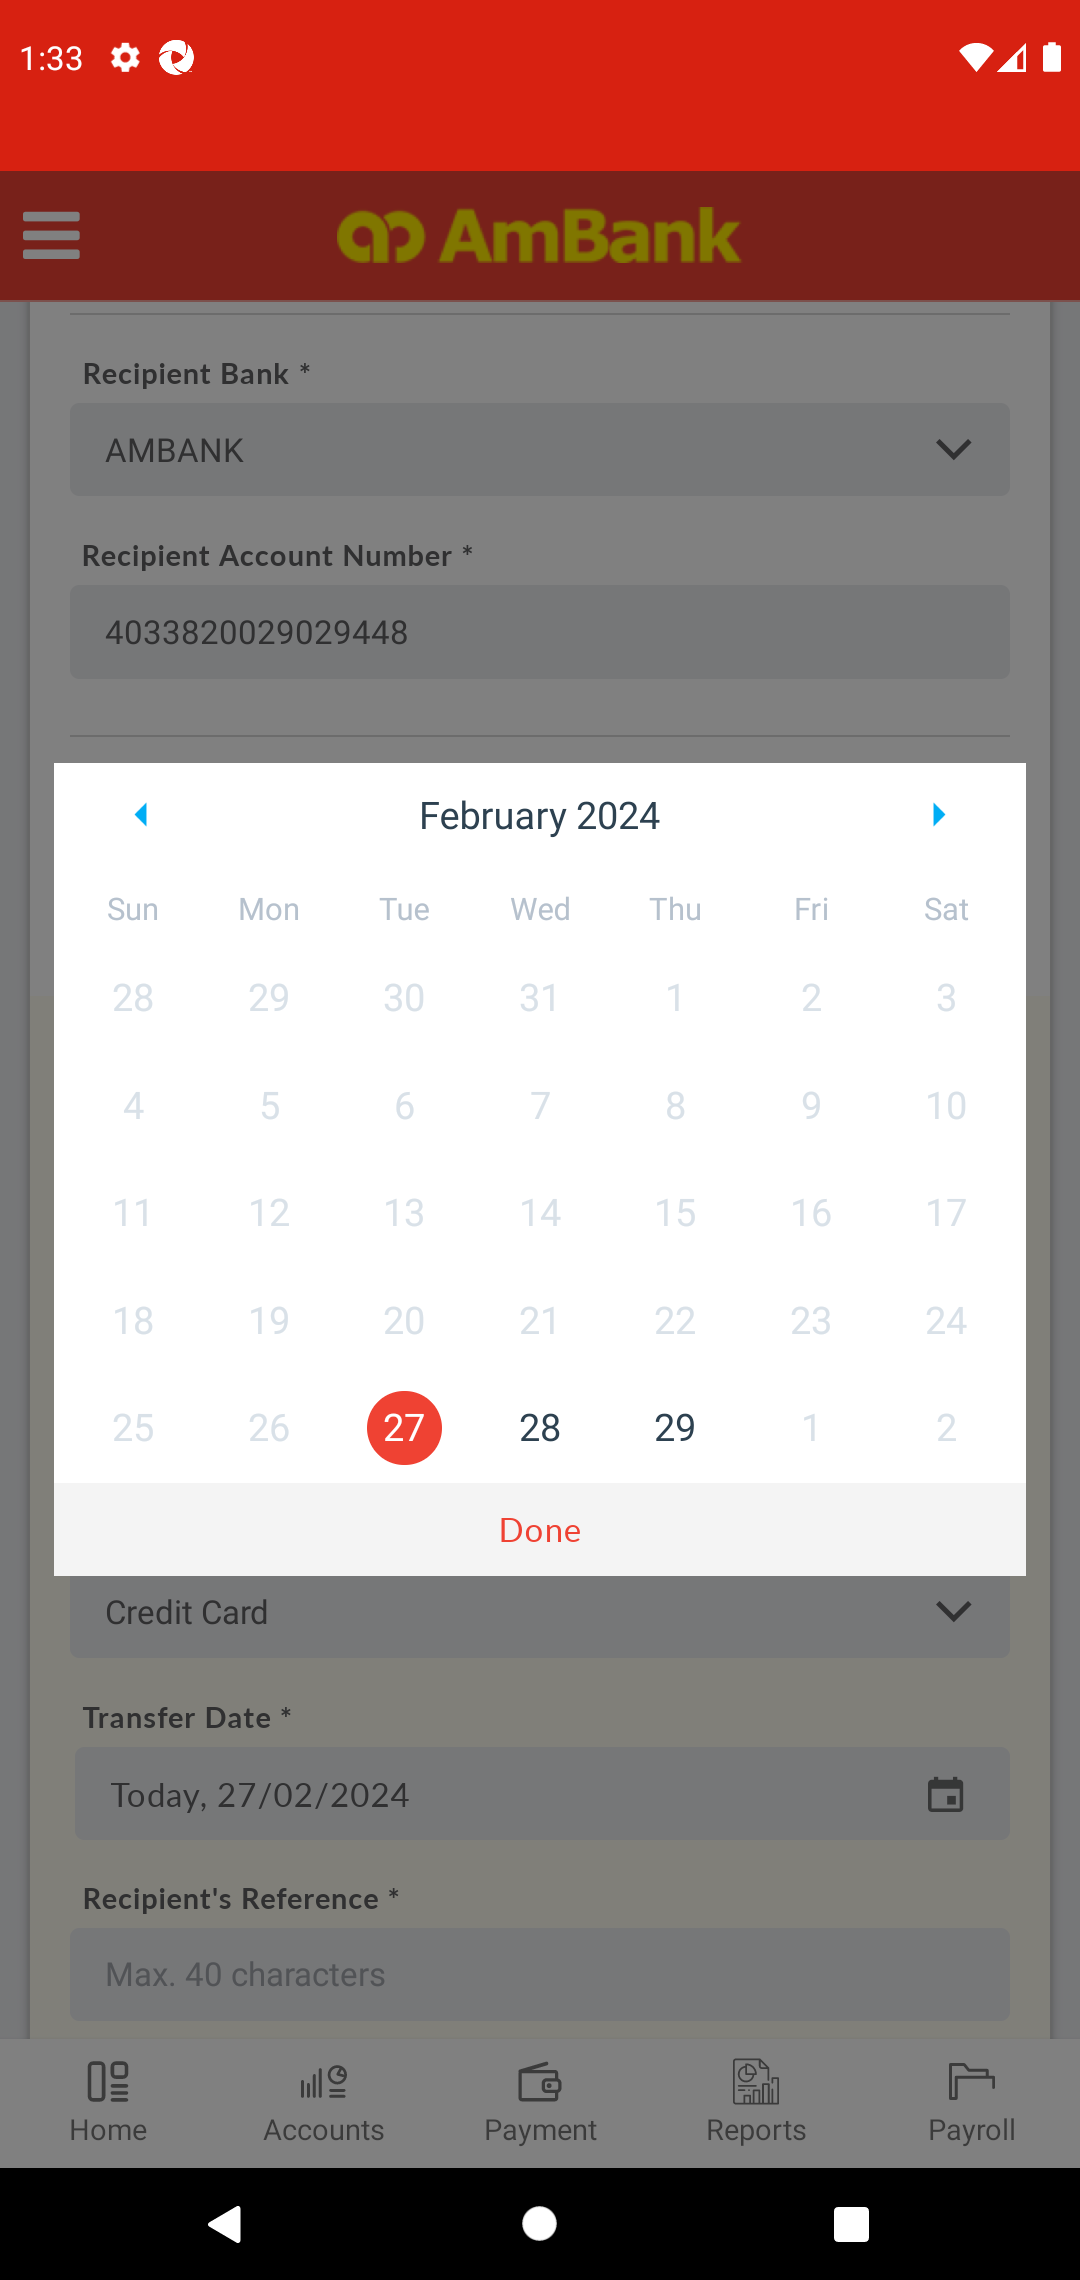 1:33
AmBank
Recipient Bank *
AMBANK
Recipient Account Number *
4033820029029448
February 2024
Sun Mon Tue Wed Thu Fri Sat
28 29 30 31 1 2 3
4 5 6 7 8 9 10
11 12 13 14 15 16 17
18 19 20 21 22 23 24
25 26 27 28 29 1 2
Done
Credit Card
Transfer Date *
Today, 27/02/2024
Recipient's Reference *
Max. 40 characters
Home Accounts Payment Reports Payroll